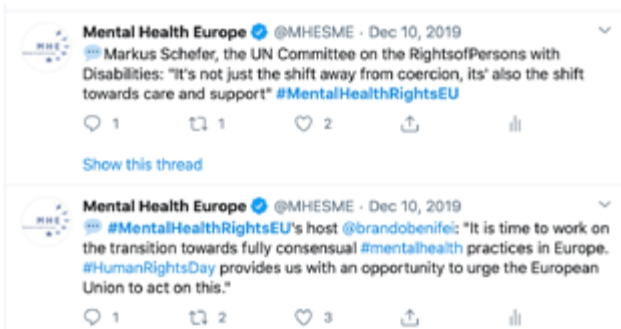 Mental Health Europe @MHESME · Dec 10, 2019
💬Markus Schefer, the UN Committee on the RightsofPersons with
Disabilities: "It's not just the shift away from coercion, its' also the shift
towards care and support" #MentalHealthRightsEU
1 1 2
Show this thread
Mental Health Europe @MHESME · Dec 10, 2019
💬 #MentalHealthRightsEU's host @brandobenifei: "It is time to work on
the transition towards fully consensual #mentalhealth practices in Europe.
#HumanRightsDay provides us with an opportunity to urge the European
Union to act on this."
1 2 3
MHE
MHE